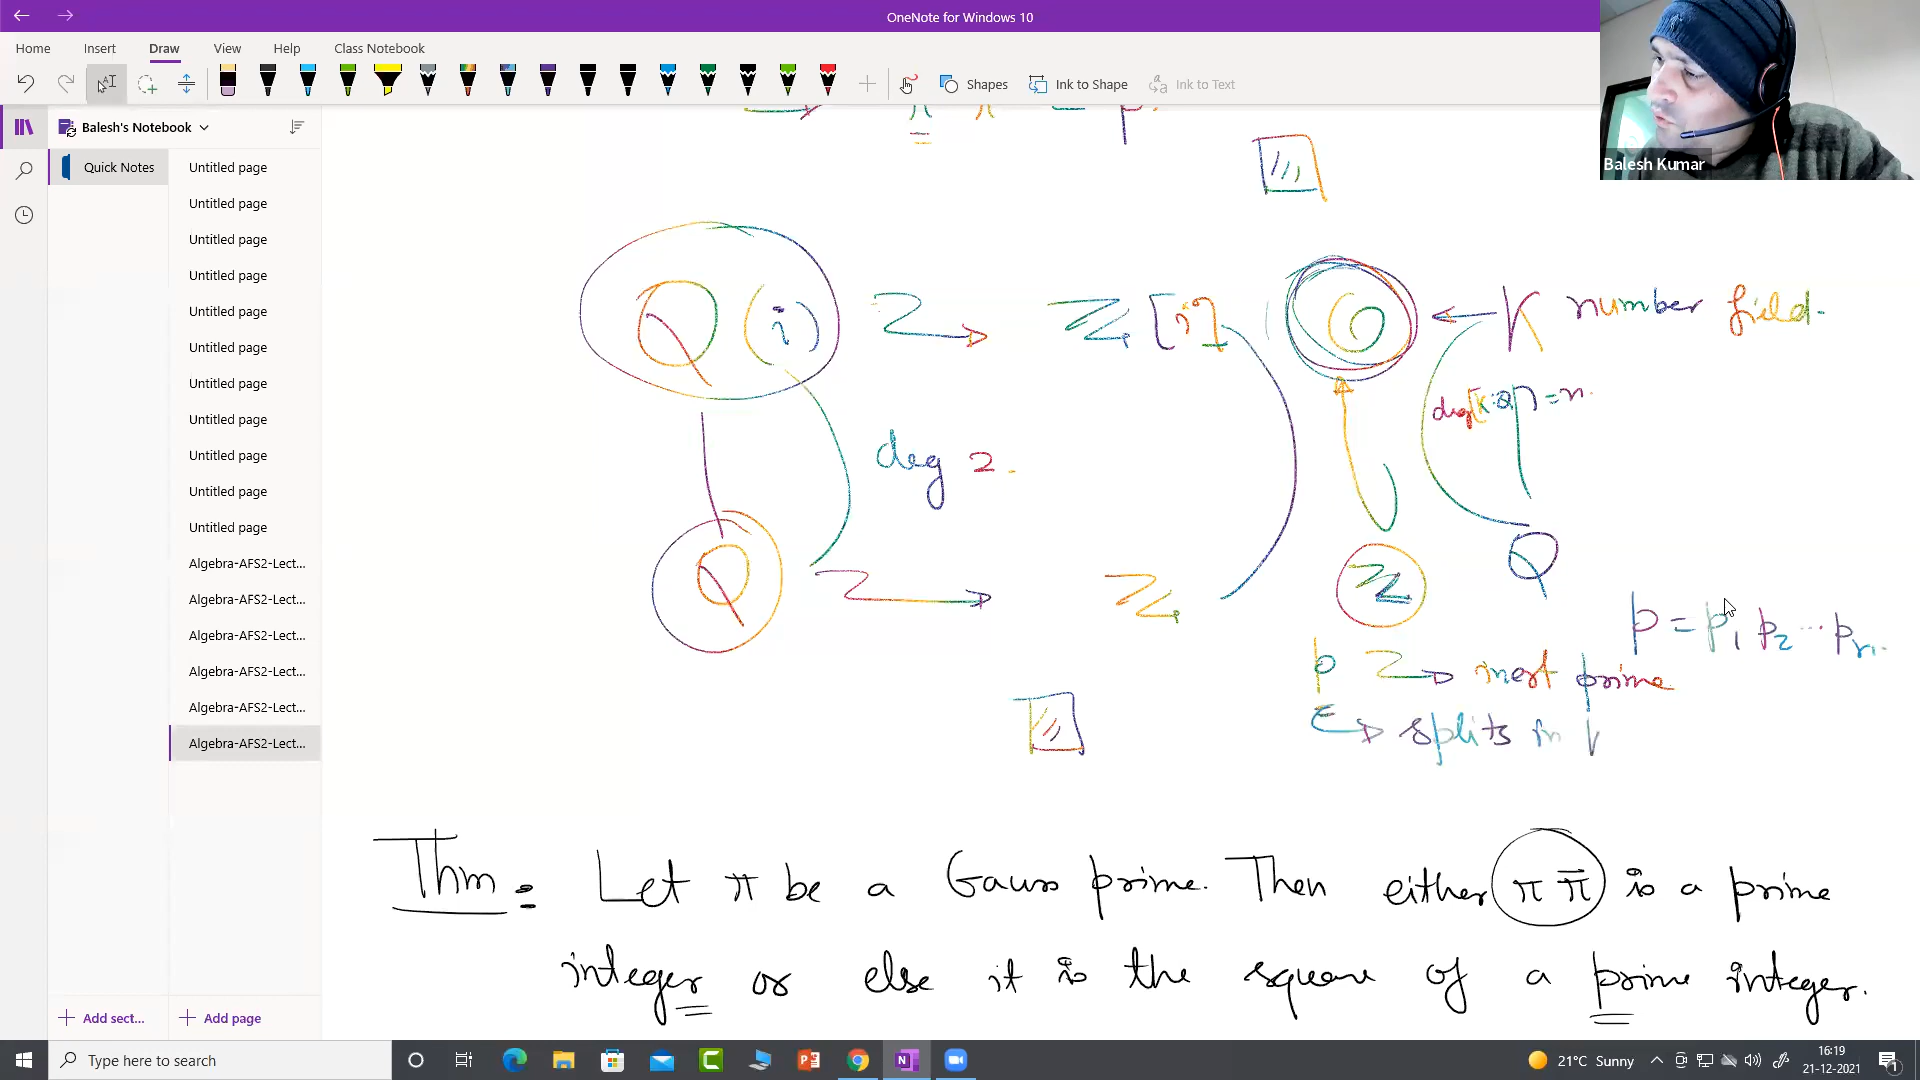 OneNote for Windows 10
Home Insert Draw View Help Class Notebook
Shapes Ink to Shape Ink to Text
Balesh Kumar
Balesh's Notebook
Quick Notes
Untitled page
Untitled page
Untitled page
Untitled page
Untitled page
Untitled page
Untitled page
Untitled page
Untitled page
Untitled page
Untitled page
Algebra-AFS2-Lect...
Algebra-AFS2-Lect...
Algebra-AFS2-Lect...
Algebra-AFS2-Lect...
Algebra-AFS2-Lect...
Algebra-AFS2-Lect...
Add sect...
Add page
Q(i) → ℤ[i]
O ← K number field.
deg[K:Q] = n.
deg 2.
Q → ℤ
ℤ Q
p = p1 p2 ... pr.
p → inert prime
→ splits in
Thm: Let π be a Gauss prime. Then either π π̄ is a prime
integer or else it is the square of a prime integer.
Type here to search
21°C Sunny
16:19
21-12-2021
1